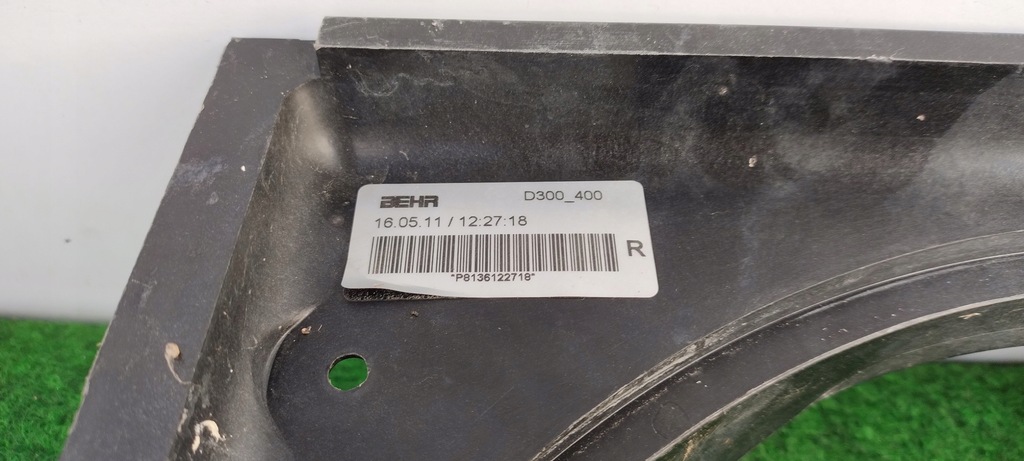 BEHR D300_400
16.05.11 / 12:27:18
R
"P8136122718"